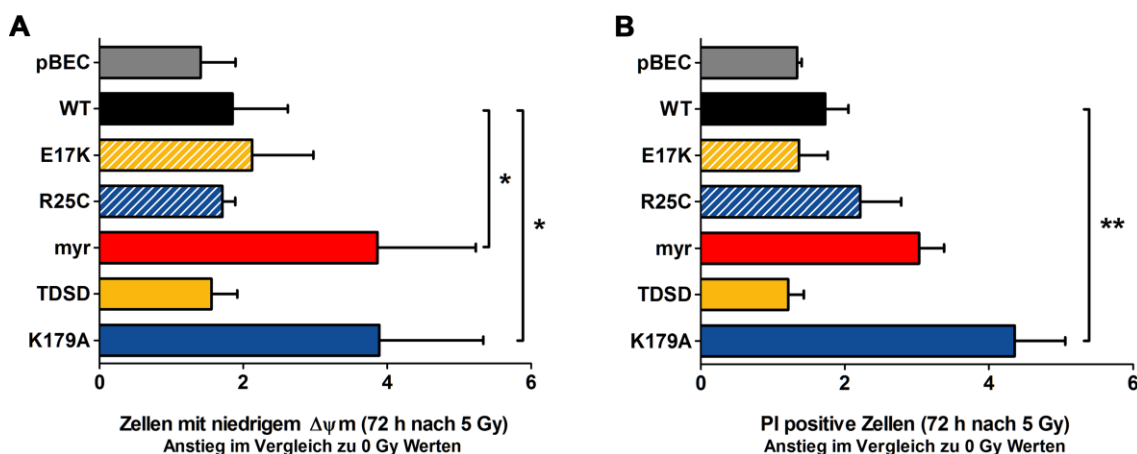 A
pBEC
WT
E17K
R25C
myr
TDSD
K179A
*
*
0 2 4 6
Zellen mit niedrigem Δψm (72 h nach 5 Gy)
Anstieg im Vergleich zu 0 Gy Werten
B
pBEC
WT
E17K
R25C
myr
TDSD
K179A
**
0 2 4 6
PI positive Zellen (72 h nach 5 Gy)
Anstieg im Vergleich zu 0 Gy Werten